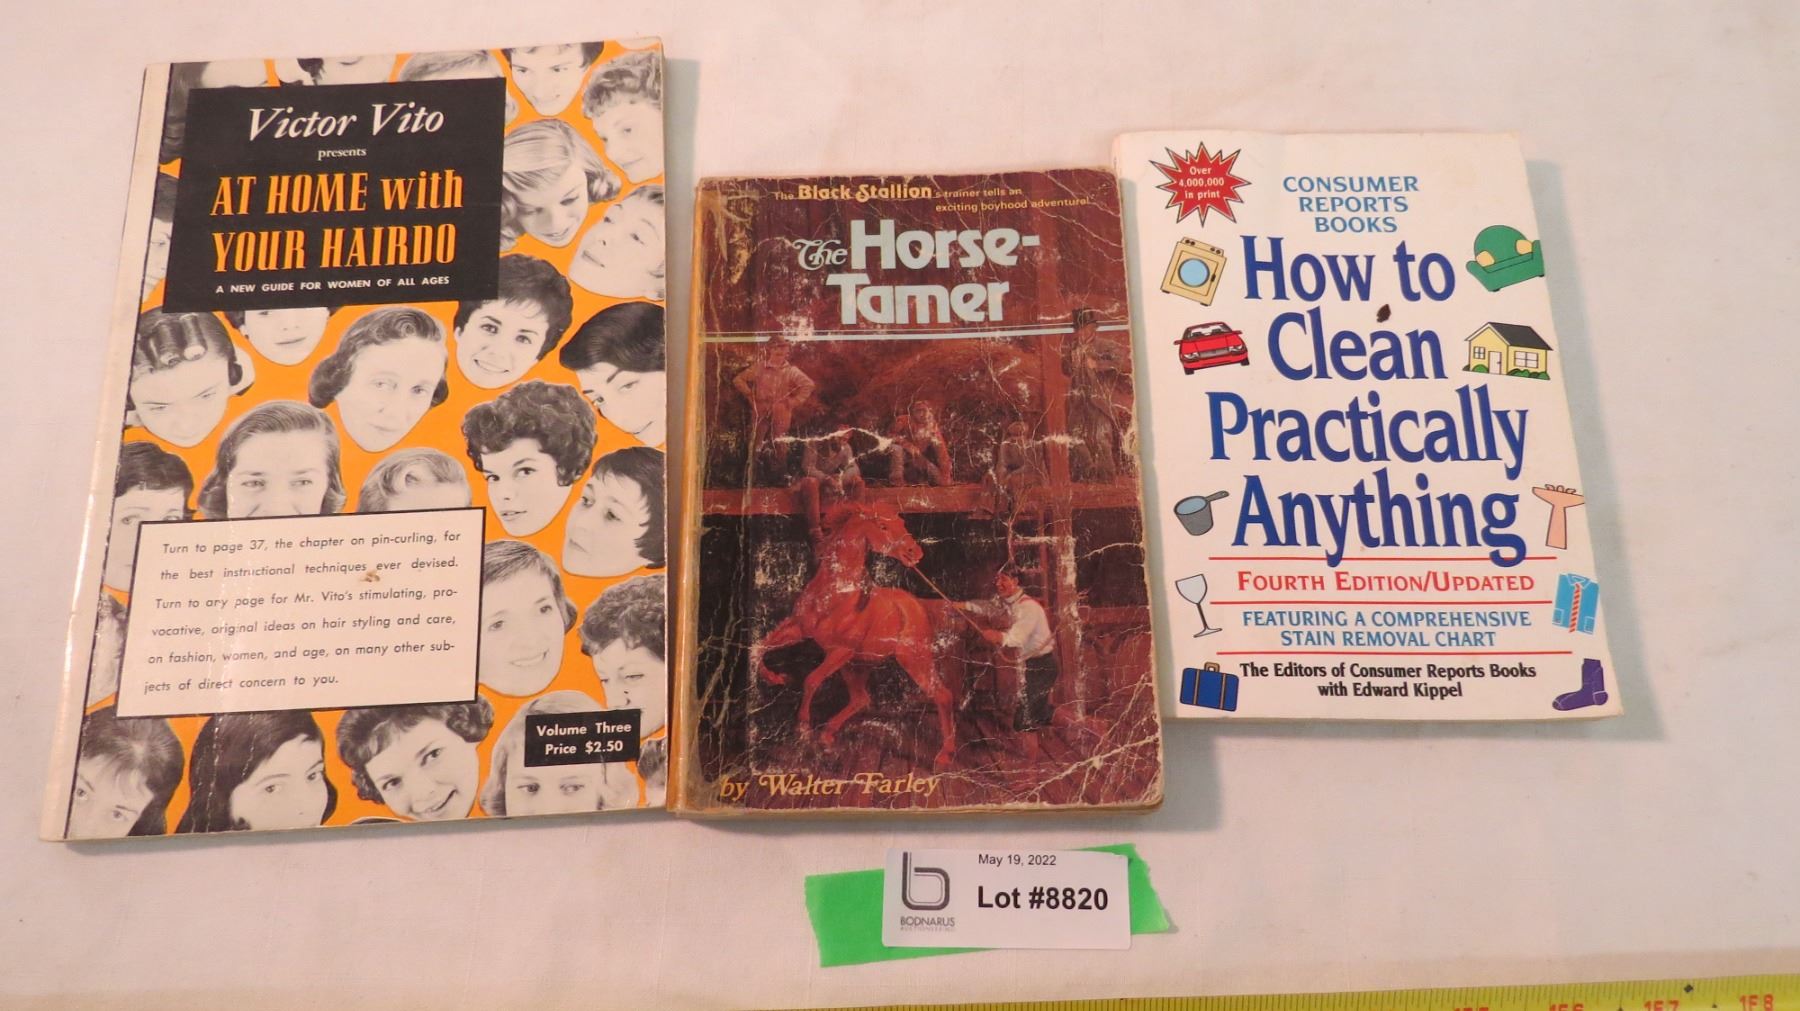 Victor Vito
presents
AT HOME with
YOUR HAIRDO
A NEW GUIDE FOR WOMEN OF ALL AGES
Turn to page 37, the chapter on pin-curling, for
the best instructional techniques ever devised.
Turn to any page for Mr. Vito's stimulating, pro-
vocative, original ideas on hair styling and care,
on fashion, women, and age, on many other sub-
jects of direct concern to you.
Volume Three
Price $2.50
The Black Stallion's trainer tells an
exciting boyhood adventure!
The Horse-
Tamer
by Walter Farley
Over
4,000,000
in print
CONSUMER
REPORTS
BOOKS
How to
Clean
Practically
Anything
FOURTH EDITION/UPDATED
FEATURING A COMPREHENSIVE
STAIN REMOVAL CHART
The Editors of Consumer Reports Books
with Edward Kippel
May 19, 2022
Lot #8820
b
BODNARUS
AUCTIONEERING